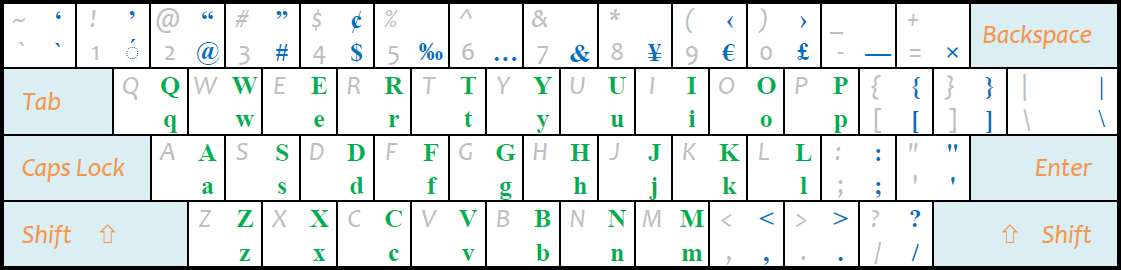 ~ ‘ ! ’ @ “ # ” $ ¢ % ^ & * ( ‹ ) › _ + Backspace
` ` 1 ́ 2 @ 3 # 4 $ 5 ‰ 6 … 7 & 8 ¥ 9 € 0 £ - — = ×
Tab Q Q W W E E R R T T Y Y U U I I O O P P { { } } | |
q w e r t y u i o p [ [ ] ] \ \
Caps Lock A A S S D D F F G G H H J J K K L L : : " " Enter
a s d f g h j k l ; ; ' '
Shift ⇧ Z Z X X C C V V B B N N M M < < > > ? ? ⇧ Shift
z x c v b n m , , . . / /